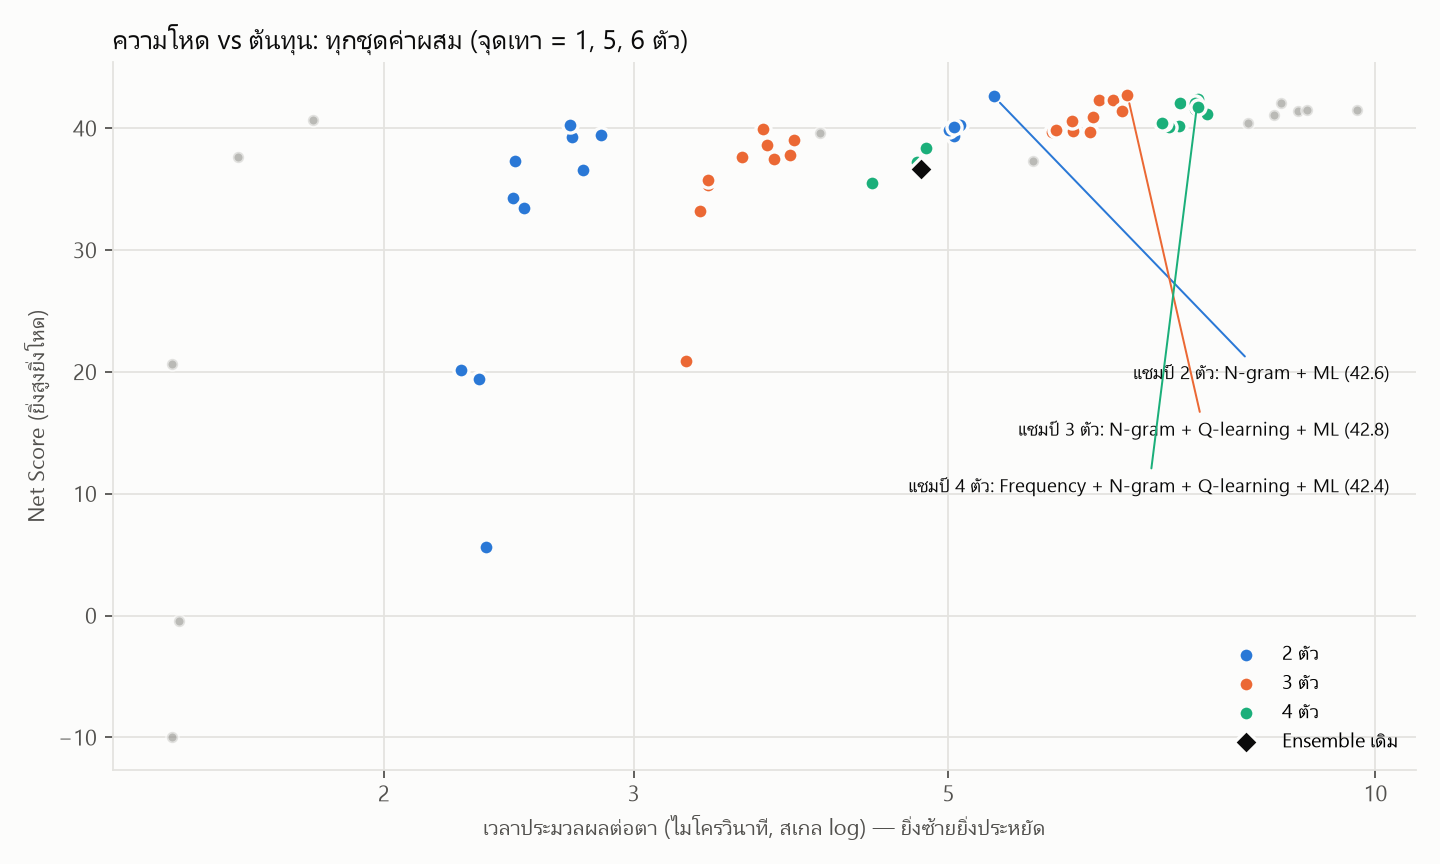 ความโหด vs ต้นทุน: ทุกชุดค่าผสม (จุดเทา = 1, 5, 6 ตัว)
40
30
20
10
0
−10
Net Score (ยิ่งสูงยิ่งโหด)
แชมป์ 2 ตัว: N-gram + ML (42.6)
แชมป์ 3 ตัว: N-gram + Q-learning + ML (42.8)
แชมป์ 4 ตัว: Frequency + N-gram + Q-learning + ML (42.4)
2 ตัว
3 ตัว
4 ตัว
Ensemble เดิม
2 3 5 10
เวลาประมวลผลต่อตา (ไมโครวินาที, สเกล log) — ยิ่งซ้ายยิ่งประหยัด